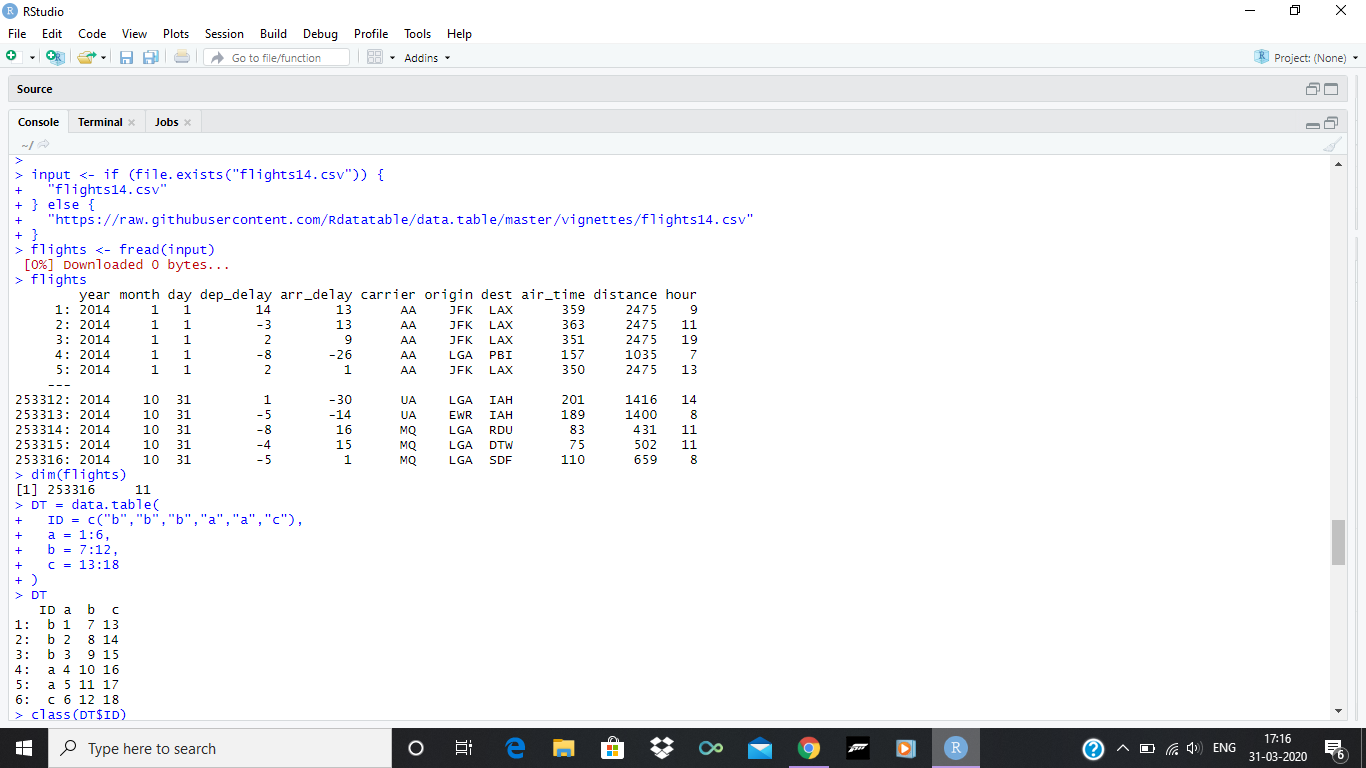 RStudio
File Edit Code View Plots Session Build Debug Profile Tools Help
Go to file/function Addins Project: (None)
Source
Console Terminal Jobs
~/
>
> input <- if (file.exists("flights14.csv")) {
+   "flights14.csv"
+ } else {
+   "https://raw.githubusercontent.com/Rdatatable/data.table/master/vignettes/flights14.csv"
+ }
> flights <- fread(input)
 [0%] Downloaded 0 bytes...
> flights
        year month day dep_delay arr_delay carrier origin dest air_time distance hour
     1: 2014     1   1        14        13      AA    JFK  LAX      359     2475    9
     2: 2014     1   1        -3        13      AA    JFK  LAX      363     2475   11
     3: 2014     1   1         2         9      AA    JFK  LAX      351     2475   19
     4: 2014     1   1        -8       -26      AA    LGA  PBI      157     1035    7
     5: 2014     1   1         2         1      AA    JFK  LAX      350     2475   13
    ---
253312: 2014    10  31         1       -30      UA    LGA  IAH      201     1416   14
253313: 2014    10  31        -5       -14      UA    EWR  IAH      189     1400    8
253314: 2014    10  31        -8        16      MQ    LGA  RDU       83      431   11
253315: 2014    10  31        -4        15      MQ    LGA  DTW       75      502   11
253316: 2014    10  31        -5         1      MQ    LGA  SDF      110      659    8
> dim(flights)
[1] 253316     11
> DT = data.table(
+   ID = c("b","b","b","a","a","c"),
+   a = 1:6,
+   b = 7:12,
+   c = 13:18
+ )
> DT
   ID a  b  c
1:  b 1  7 13
2:  b 2  8 14
3:  b 3  9 15
4:  a 4 10 16
5:  a 5 11 17
6:  c 6 12 18
> class(DT$ID)
Type here to search ENG 17:16
31-03-2020 6